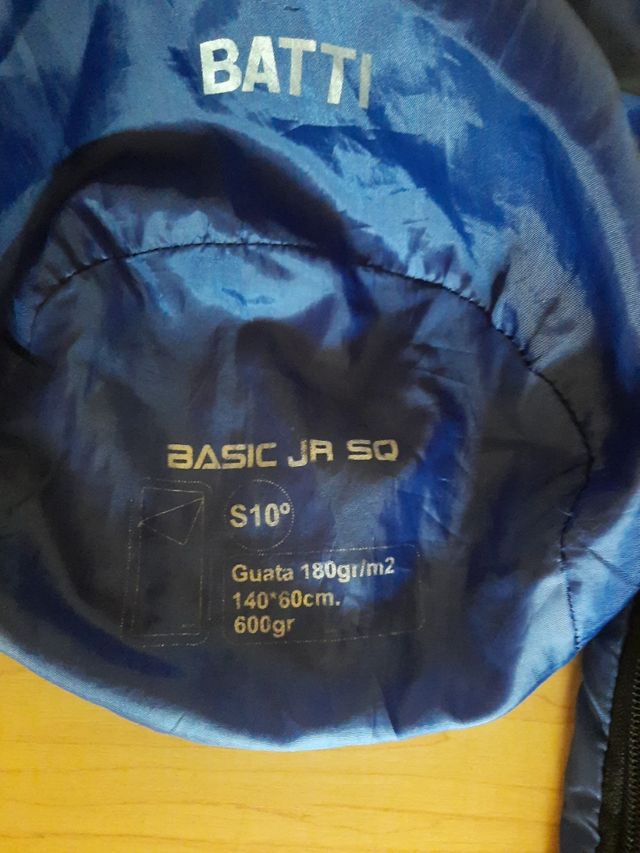 BATTI
BASIC JR SQ
S10º
Guata 180gr/m2
140*60cm.
600gr